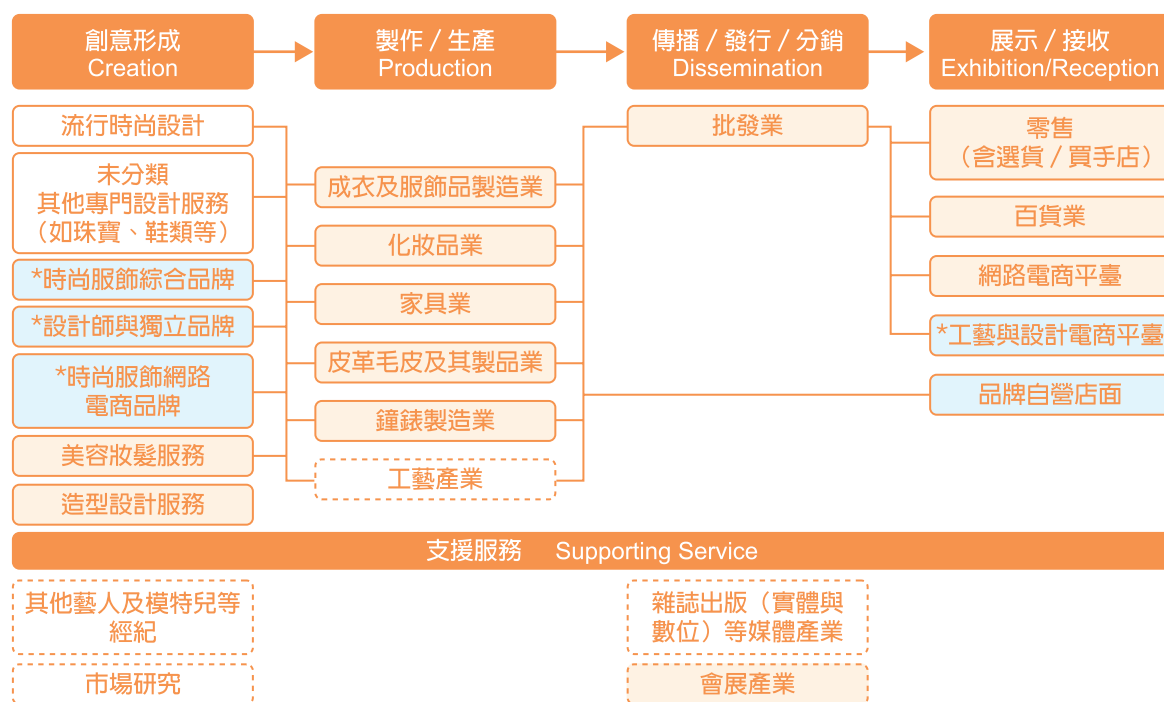 創意形成
Creation
製作 / 生產
Production
傳播 / 發行 / 分銷
Dissemination
展示 / 接收
Exhibition/Reception
流行時尚設計
未分類
其他專門設計服務
（如珠寶、鞋類等）
*時尚服飾綜合品牌
*設計師與獨立品牌
*時尚服飾網路
電商品牌
美容妝髮服務
造型設計服務
成衣及服飾品製造業
化妝品業
家具業
皮革毛皮及其製品業
鐘錶製造業
工藝產業
批發業
零售
（含選貨 / 買手店）
百貨業
網路電商平臺
*工藝與設計電商平臺
品牌自營店面
支援服務 Supporting Service
其他藝人及模特兒等
經紀
市場研究
雜誌出版（實體與
數位）等媒體產業
會展產業